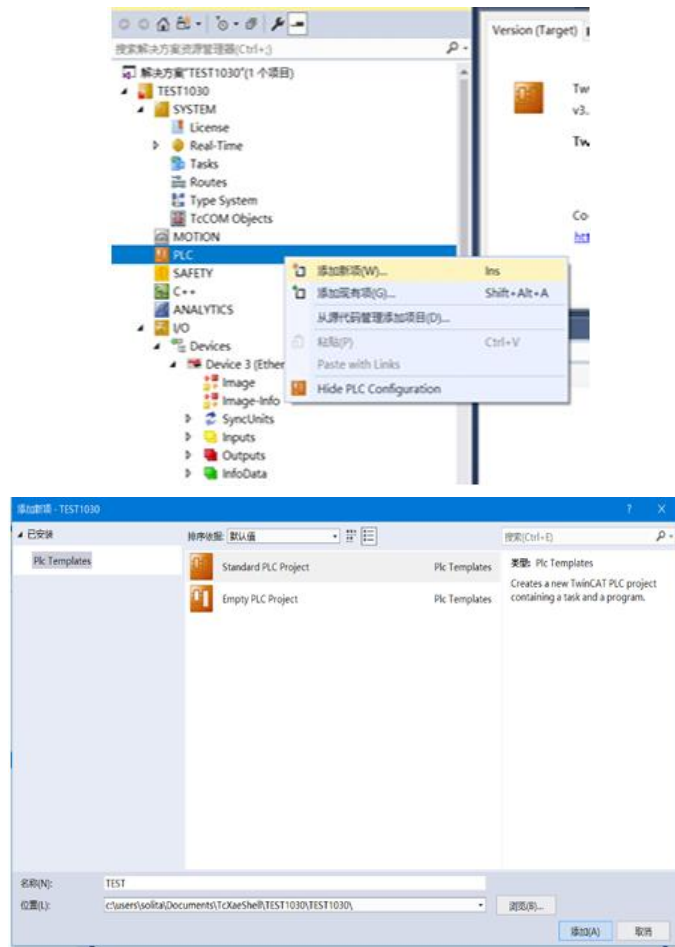 搜索解决方案资源管理器(Ctrl+;)
解决方案"TEST1030"(1 个项目)
TEST1030
SYSTEM
License
Real-Time
Tasks
Routes
Type System
TcCOM Objects
MOTION
PLC
SAFETY
C++
ANALYTICS
I/O
Devices
Device 3 (Ether
Image
Image-Info
SyncUnits
Inputs
Outputs
InfoData
添加新项(W)... Ins
添加现有项(G)... Shift+Alt+A
从源代码管理添加项目(D)...
粘贴(P) Ctrl+V
Paste with Links
Hide PLC Configuration
Version (Target)
Tw
v3.
Tw
Co
htt
添加新项 - TEST1030
已安装
排序依据: 默认值
搜索(Ctrl+E)
Plc Templates
Standard PLC Project Plc Templates
Empty PLC Project Plc Templates
类型: Plc Templates
Creates a new TwinCAT PLC project
containing a task and a program.
名称(N): TEST
位置(L): c:\users\solita\Documents\TcXaeShell\TEST1030\TEST1030\
浏览(B)...
添加(A) 取消